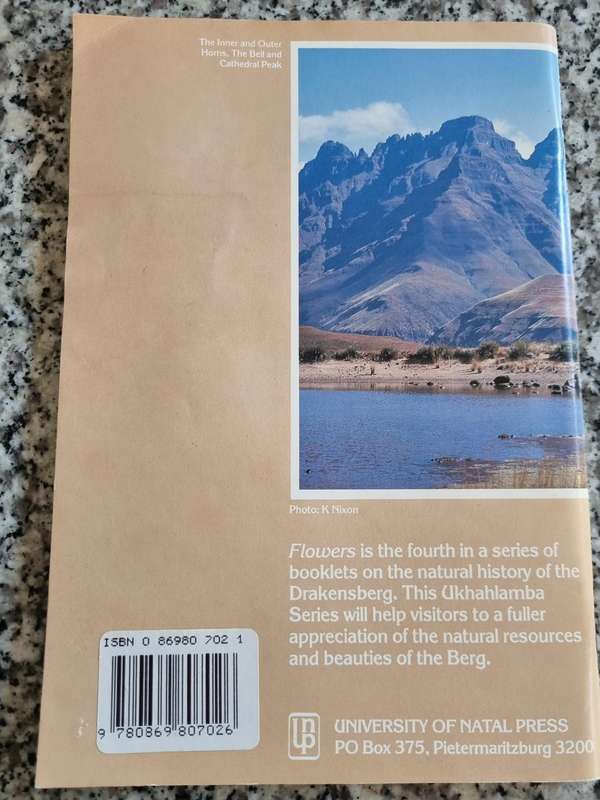 The Inner and Outer
Horns, The Bell and
Cathedral Peak
Photo: K Nixon
Flowers is the fourth in a series of
booklets on the natural history of the
Drakensberg. This Ukhahlamba
Series will help visitors to a fuller
appreciation of the natural resources
and beauties of the Berg.
ISBN 0 86980 702 1
9 780869 807026
UNIVERSITY OF NATAL PRESS
PO Box 375, Pietermaritzburg 3200